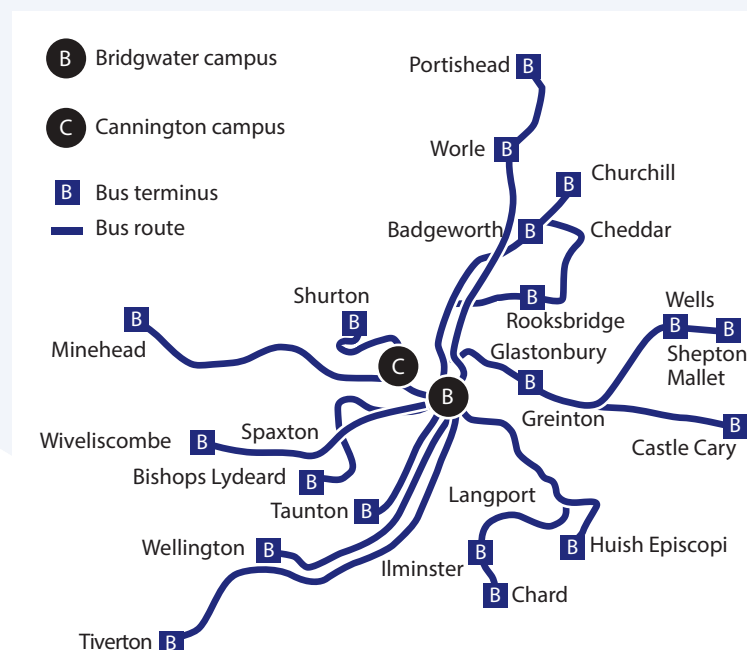 B Bridgwater campus
C Cannington campus
B Bus terminus
Bus route
Portishead B
Worle B
B Churchill
Badgeworth B
Cheddar
Shurton
B
B
Minehead
B
Rooksbridge
Wells
B
B
Shepton
Mallet
Glastonbury
B
Greinton
C
B
B
Castle Cary
Wiveliscombe B
Spaxton
Bishops Lydeard B
Taunton B
Langport
Wellington B
Ilminster B
B Huish Episcopi
B Chard
Tiverton B